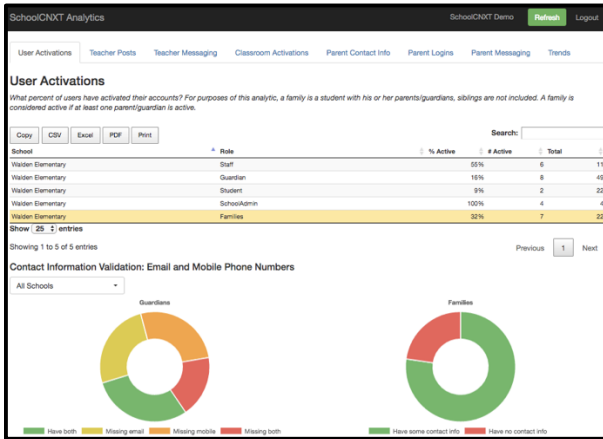 SchoolCNXT Analytics SchoolCNXT Demo Refresh Logout
User Activations Teacher Posts Teacher Messaging Classroom Activations Parent Contact Info Parent Logins Parent Messaging Trends
User Activations
What percent of users have activated their accounts? For purposes of this analytic, a family is a student with his or her parents/guardians, siblings are not included. A family is
considered active if at least one parent/guardian is active.
Copy CSV Excel PDF Print Search:
School Role % Active # Active Total
Walden Elementary Staff 55% 6 11
Walden Elementary Guardian 16% 8 49
Walden Elementary Student 9% 2 22
Walden Elementary SchoolAdmin 100% 4 4
Walden Elementary Families 32% 7 22
Show 25 entries
Showing 1 to 5 of 5 entries Previous 1 Next
Contact Information Validation: Email and Mobile Phone Numbers
All Schools
Guardians Families
Have both Missing email Missing mobile Missing both Have some contact info Have no contact info